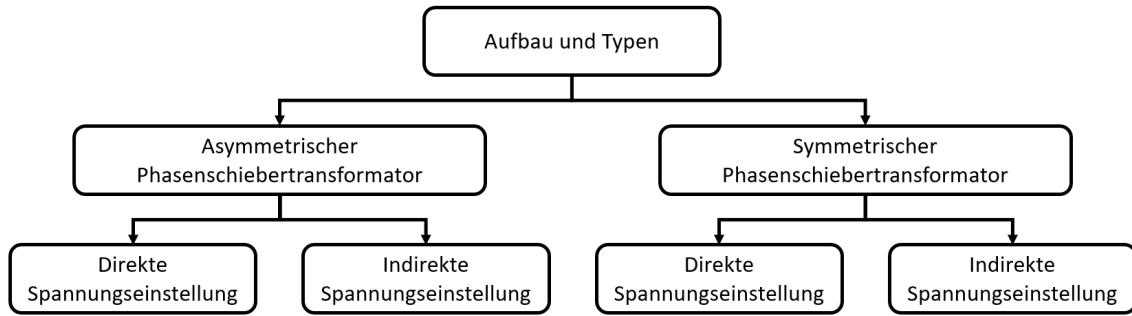 Aufbau und Typen
Asymmetrischer
Phasenschiebertransformator
Symmetrischer
Phasenschiebertransformator
Direkte
Spannungseinstellung
Indirekte
Spannungseinstellung
Direkte
Spannungseinstellung
Indirekte
Spannungseinstellung